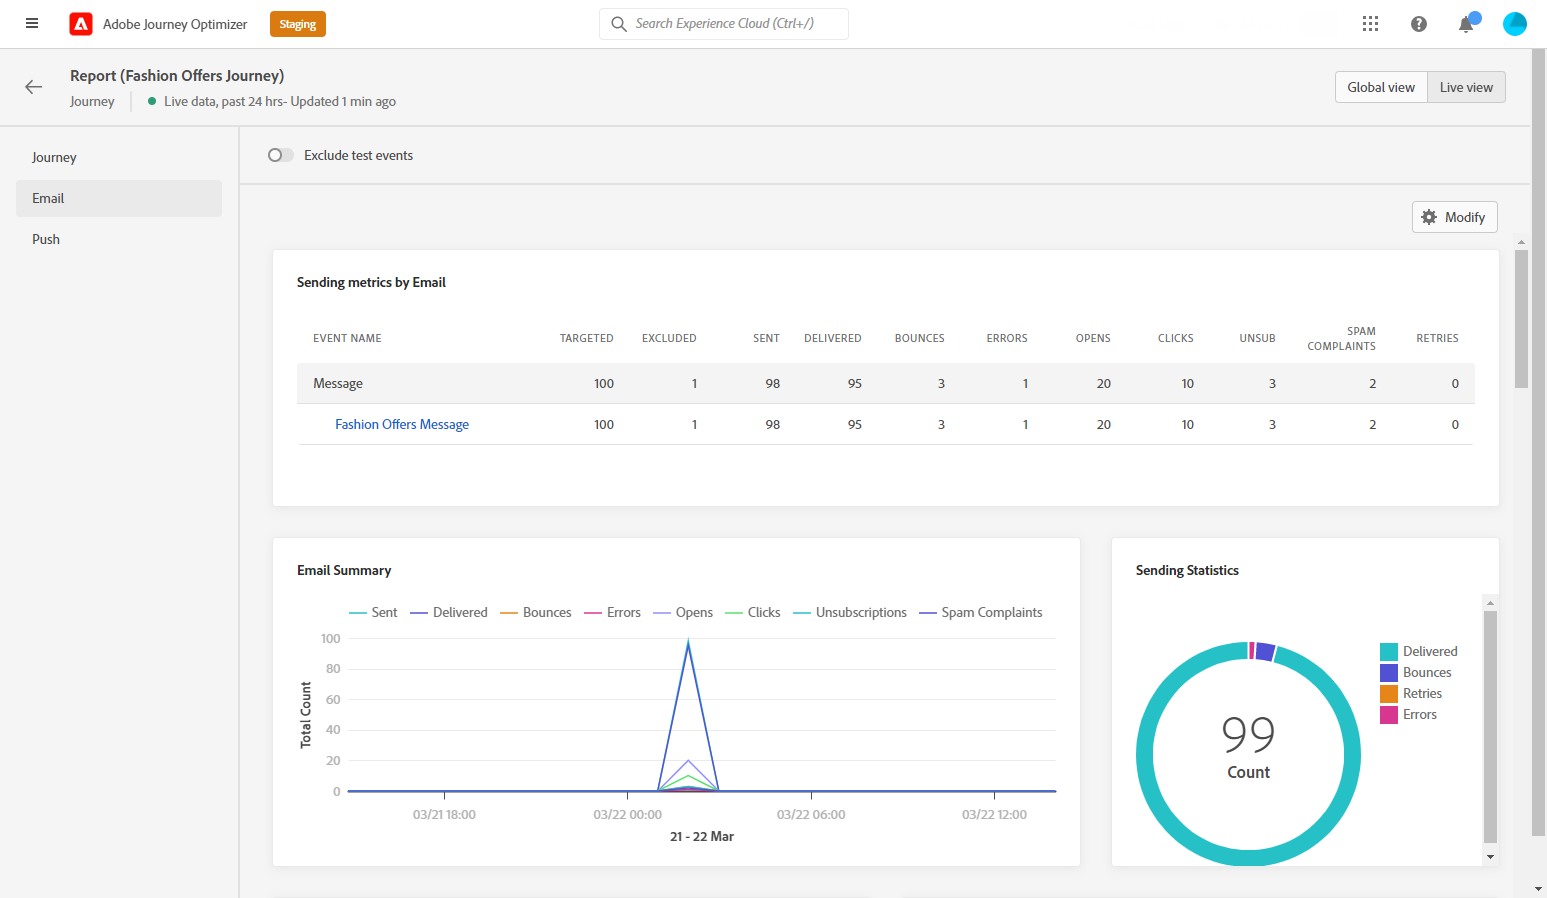 Adobe Journey Optimizer
Staging
Search Experience Cloud (Ctrl+/)
Report (Fashion Offers Journey)
Journey
Live data, past 24 hrs- Updated 1 min ago
Global view
Live view
Journey
Email
Push
Exclude test events
Modify
Sending metrics by Email
EVENT NAME TARGETED EXCLUDED SENT DELIVERED BOUNCES ERRORS OPENS CLICKS UNSUB SPAM COMPLAINTS RETRIES
Message 100 1 98 95 3 1 20 10 3 2 0
Fashion Offers Message 100 1 98 95 3 1 20 10 3 2 0
Email Summary
Sent Delivered Bounces Errors Opens Clicks Unsubscriptions Spam Complaints
Total Count
100
80
60
40
20
0
03/21 18:00 03/22 00:00 03/22 06:00 03/22 12:00
21 - 22 Mar
Sending Statistics
99
Count
Delivered
Bounces
Retries
Errors